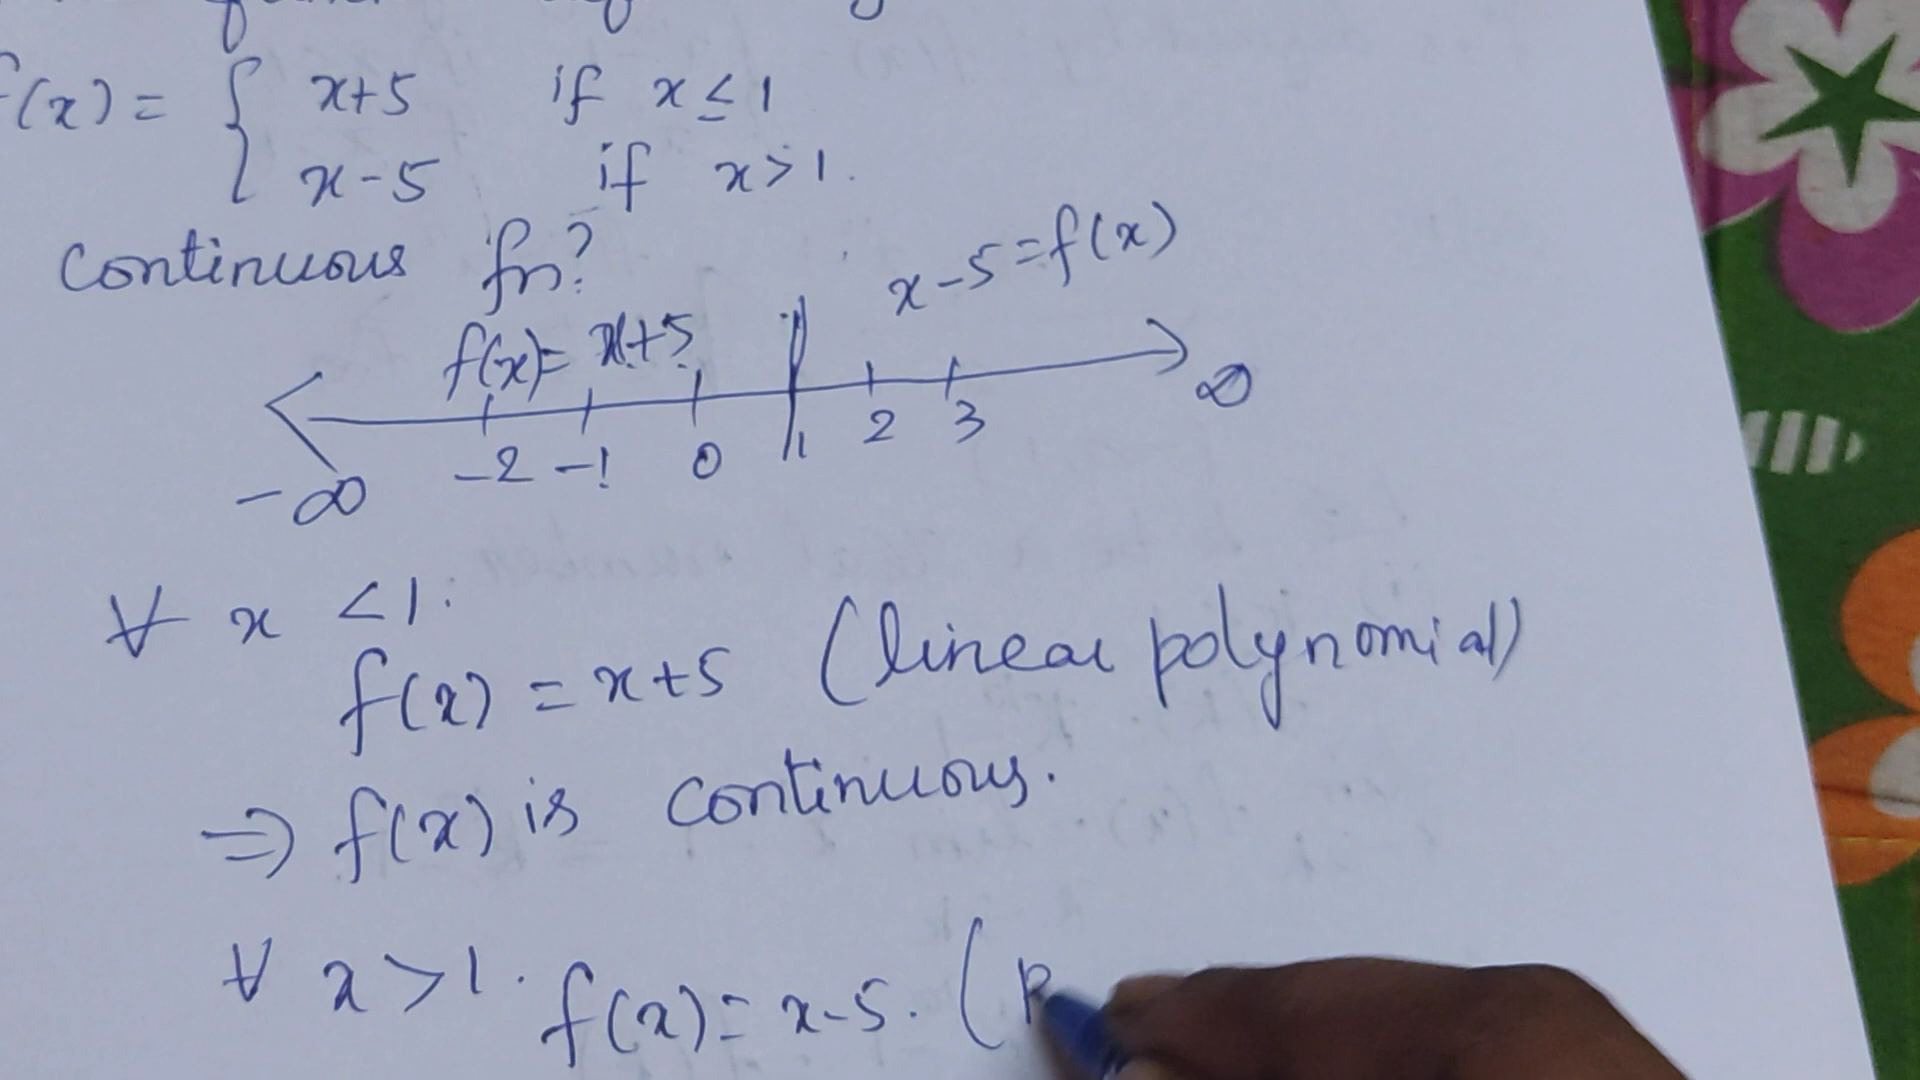 f(x) = { x+5 if x ≤ 1
x-5 if x > 1.
Continuous fn?
x-5 = f(x)
f(x) = x+5
-∞ -2 -1 0 1 2 3 ∞
∀ x < 1.
f(x) = x+5 (linear polynomial)
⇒ f(x) is continuous.
∀ x > 1. f(x) = x-5. (P